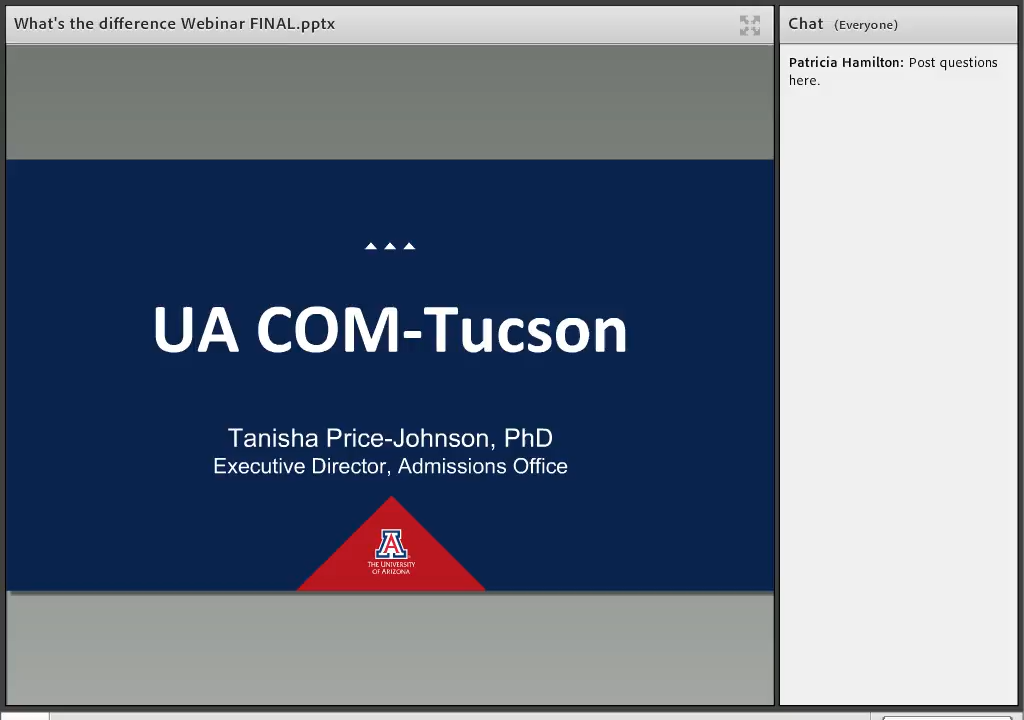 What's the difference Webinar FINAL.pptx
UA COM-Tucson
Tanisha Price-Johnson, PhD
Executive Director, Admissions Office
A
THE UNIVERSITY
OF ARIZONA
Chat (Everyone)
Patricia Hamilton: Post questions
here.